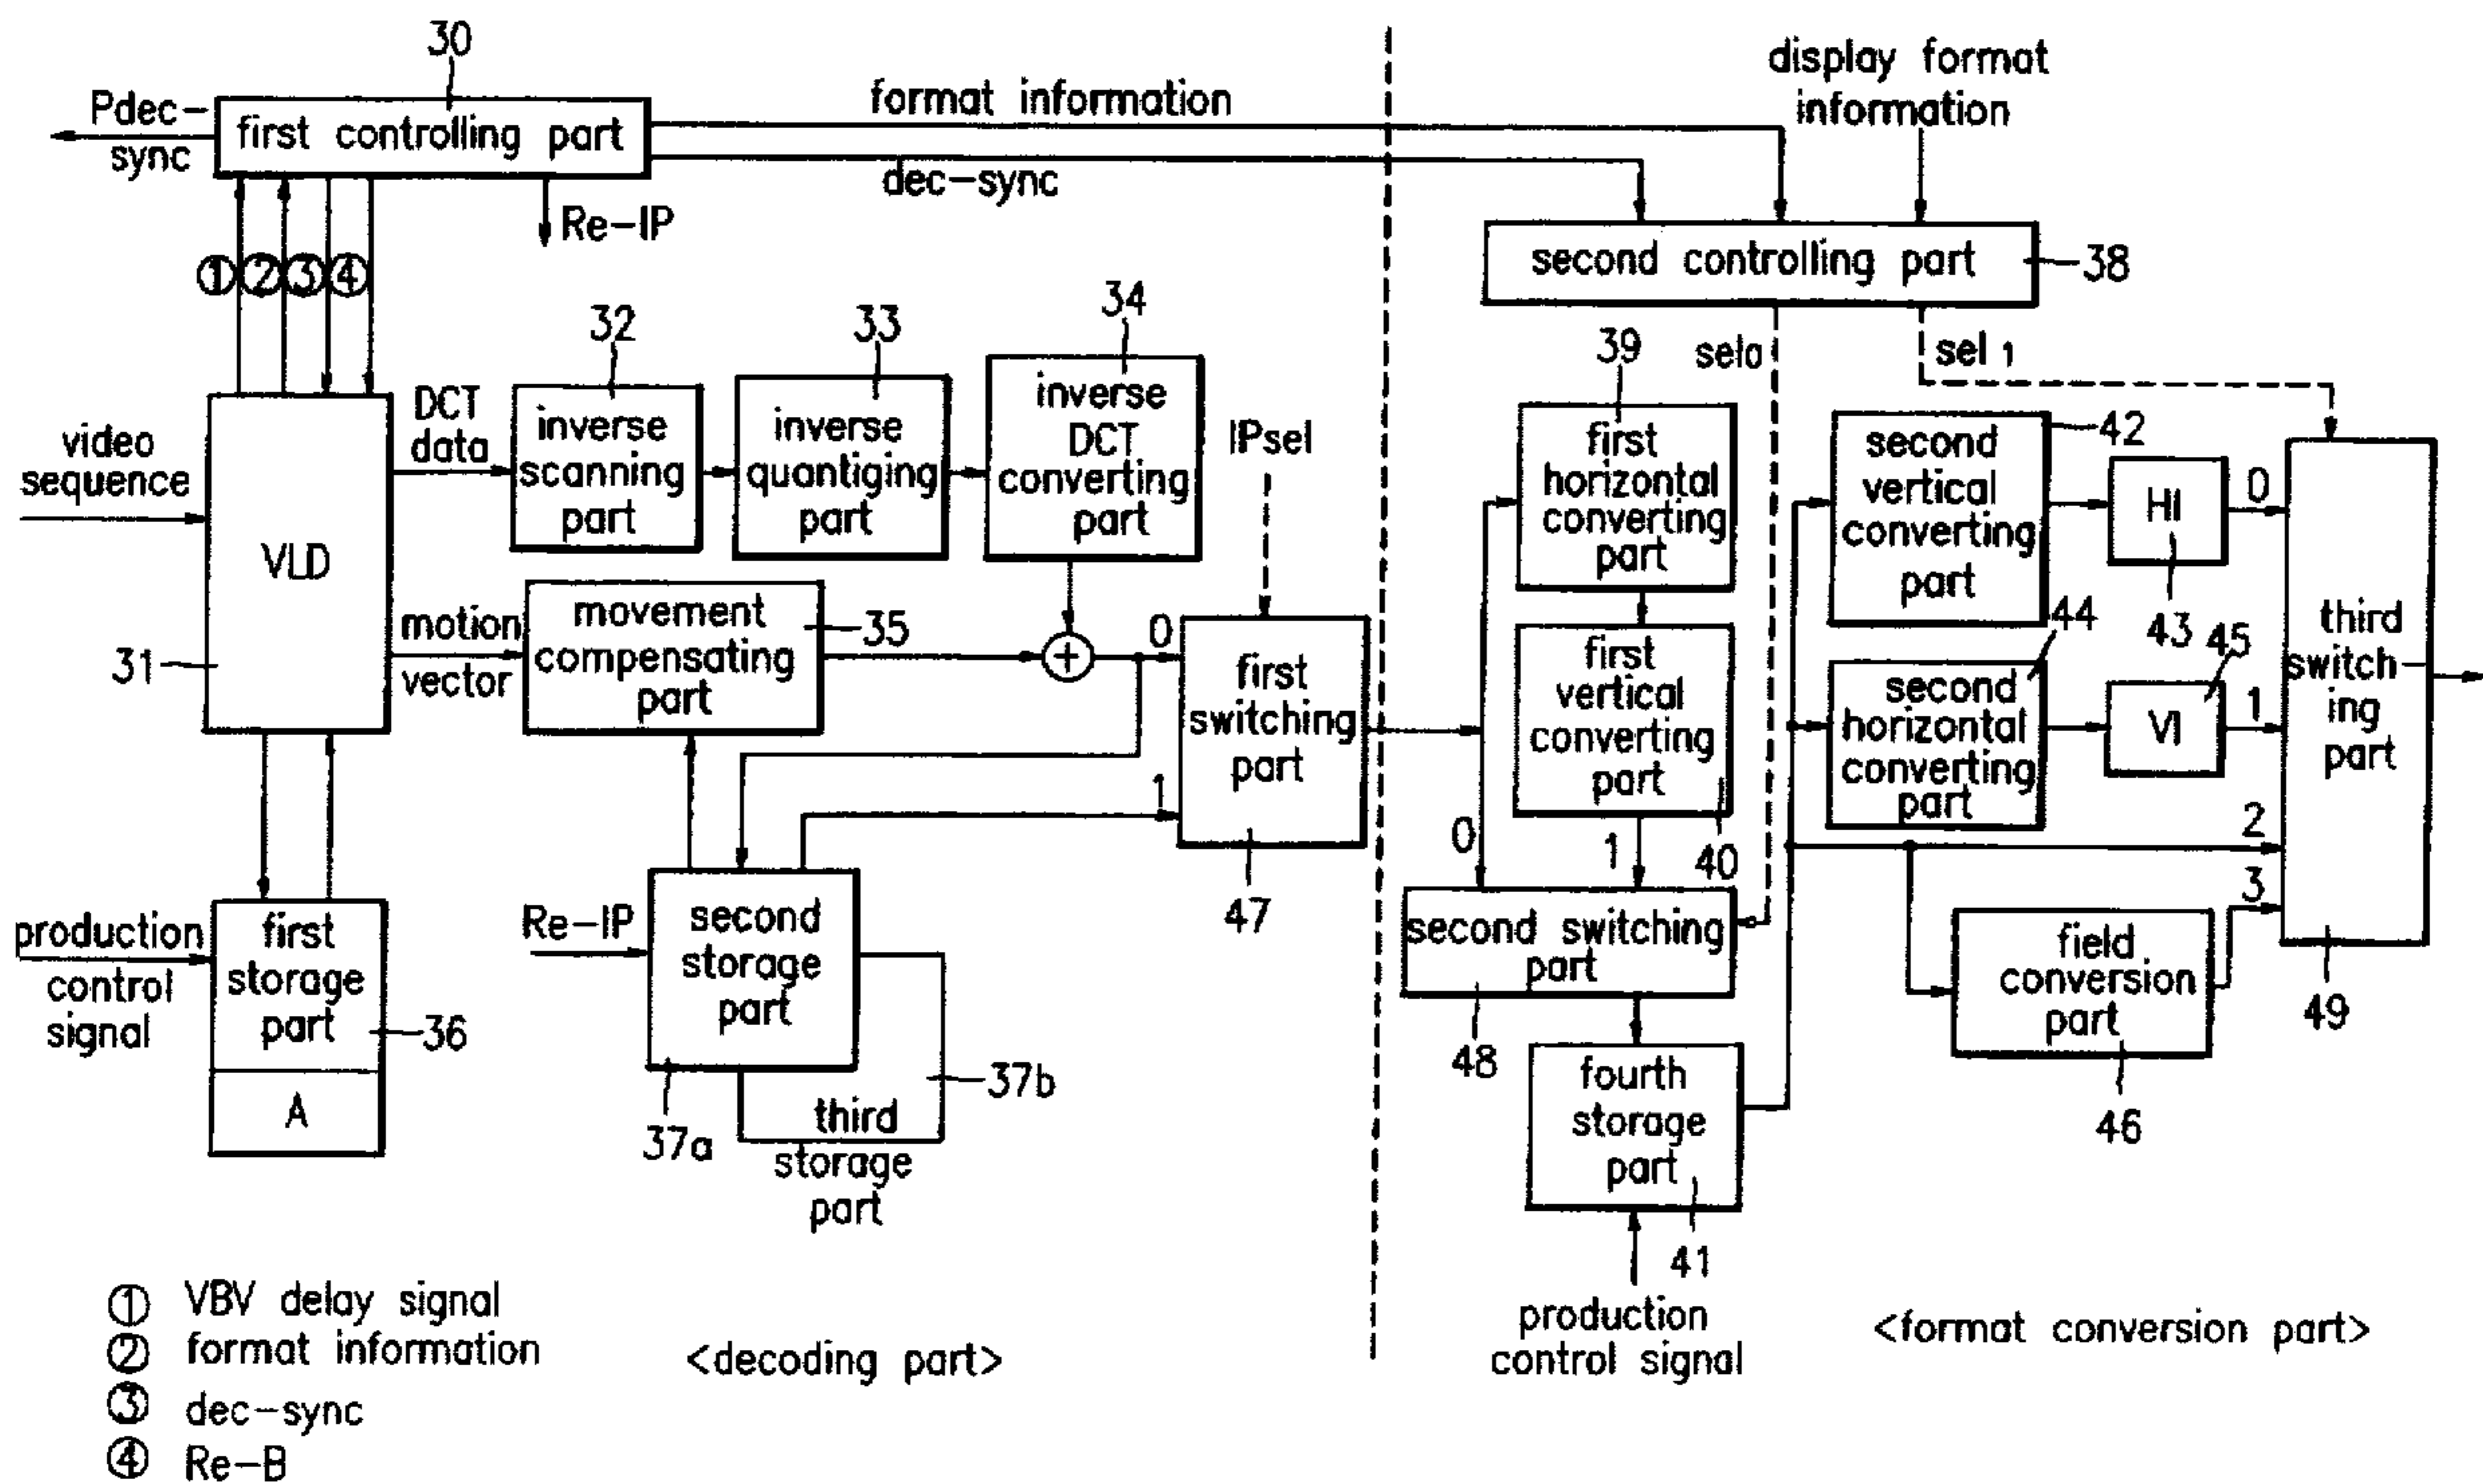 30
Pdec-
sync
first controlling part
format information
dec-sync
Re-IP
display format
information
second controlling part
38
① ② ③ ④
32
33
34
39
sel0
sel 1
video
sequence
VLD
31
DCT
data
inverse
scanning
part
inverse
quantiging
part
inverse
DCT
converting
part
IPsel
motion
vector
movement
compensating
part
35
+
0
1
first
switching
part
47
first
horizontal
converting
part
first
vertical
converting
part
40
0
1
second switching
part
48
second
vertical
converting
part
42
HI
43
0
second
horizontal
converting
part
44
VI
45
1
2
3
third
switch-
ing
part
49
field
conversion
part
46
production
control
signal
first
storage
part
36
A
Re-IP
second
storage
part
37a
37b
third
storage
part
fourth
storage
part
41
production
control signal
① VBV delay signal
② format information
③ dec-sync
④ Re-B
<decoding part>
<format conversion part>